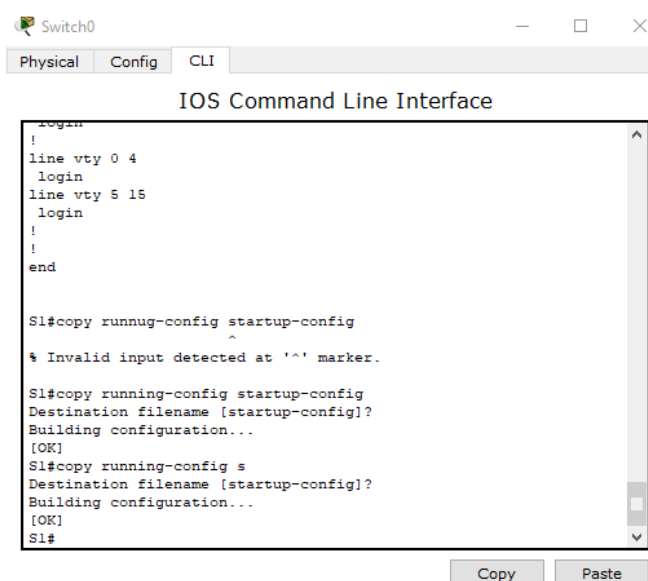 Switch0
Physical Config CLI
IOS Command Line Interface
login
!
line vty 0 4
login
line vty 5 15
login
!
!
end
S1#copy runnug-config startup-config
^
% Invalid input detected at '^' marker.
S1#copy running-config startup-config
Destination filename [startup-config]?
Building configuration...
[OK]
S1#copy running-config s
Destination filename [startup-config]?
Building configuration...
[OK]
S1#
Copy Paste